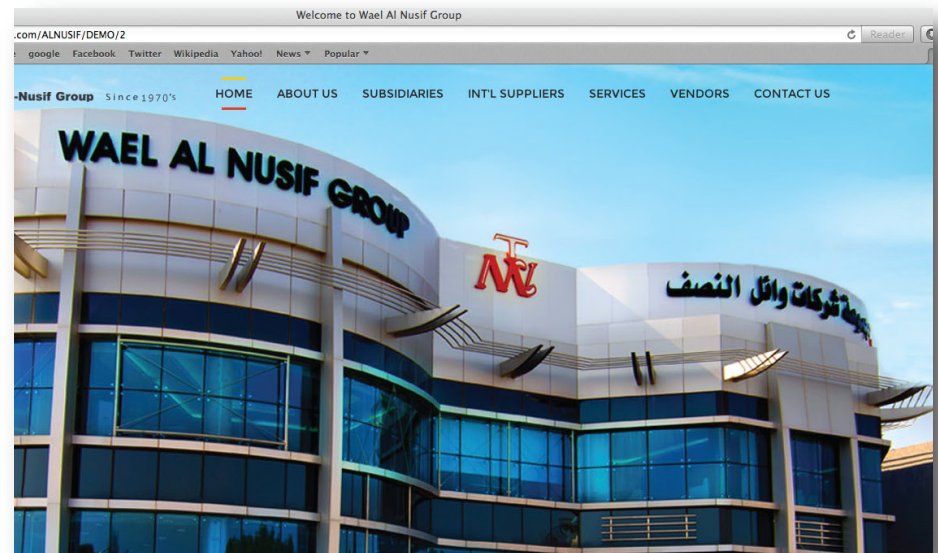 Welcome to Wael Al Nusif Group
.com/ALNUSIF/DEMO/2
Reader
google Facebook Twitter Wikipedia Yahoo! News Popular
-Nusif Group Since 1970's
HOME ABOUT US SUBSIDIARIES INT'L SUPPLIERS SERVICES VENDORS CONTACT US
WAEL AL NUSIF GROUP
شركات وائل النصف